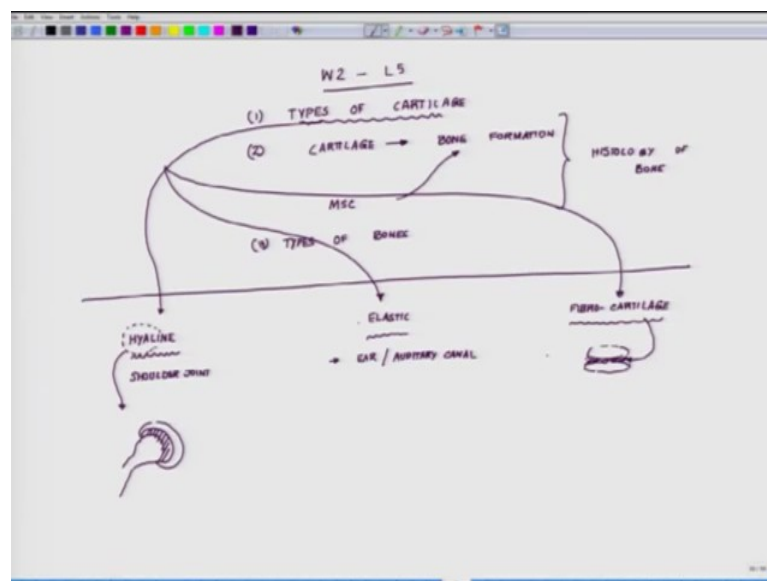 W2 - L5
(1) TYPES OF CARTILAGE
(2) CARTILAGE → BONE FORMATION
HISTOLOGY OF
BONE
MSC
(3) TYPES OF BONES
HYALINE
SHOULDER JOINT
ELASTIC
→ EAR / AUDITORY CANAL
FIBRO-CARTILAGE